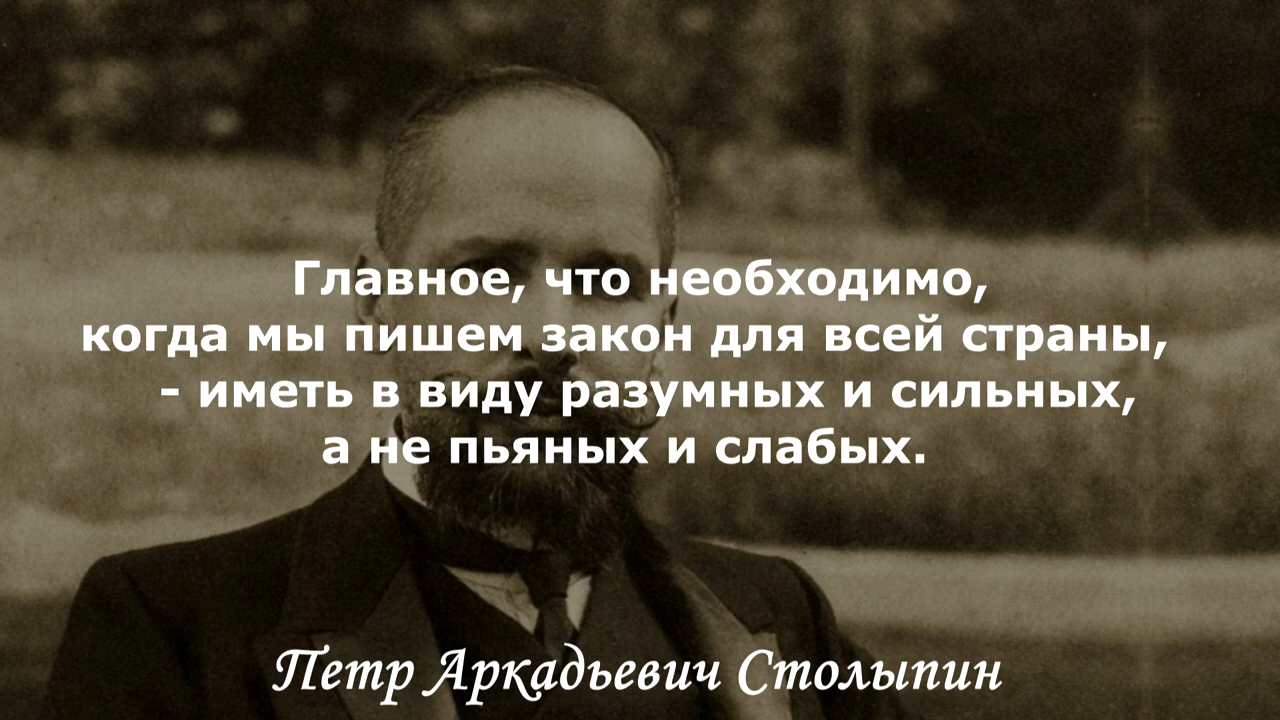 Главное, что необходимо,
когда мы пишем закон для всей страны,
- иметь в виду разумных и сильных,
а не пьяных и слабых.
Петр Аркадьевич Столыпин